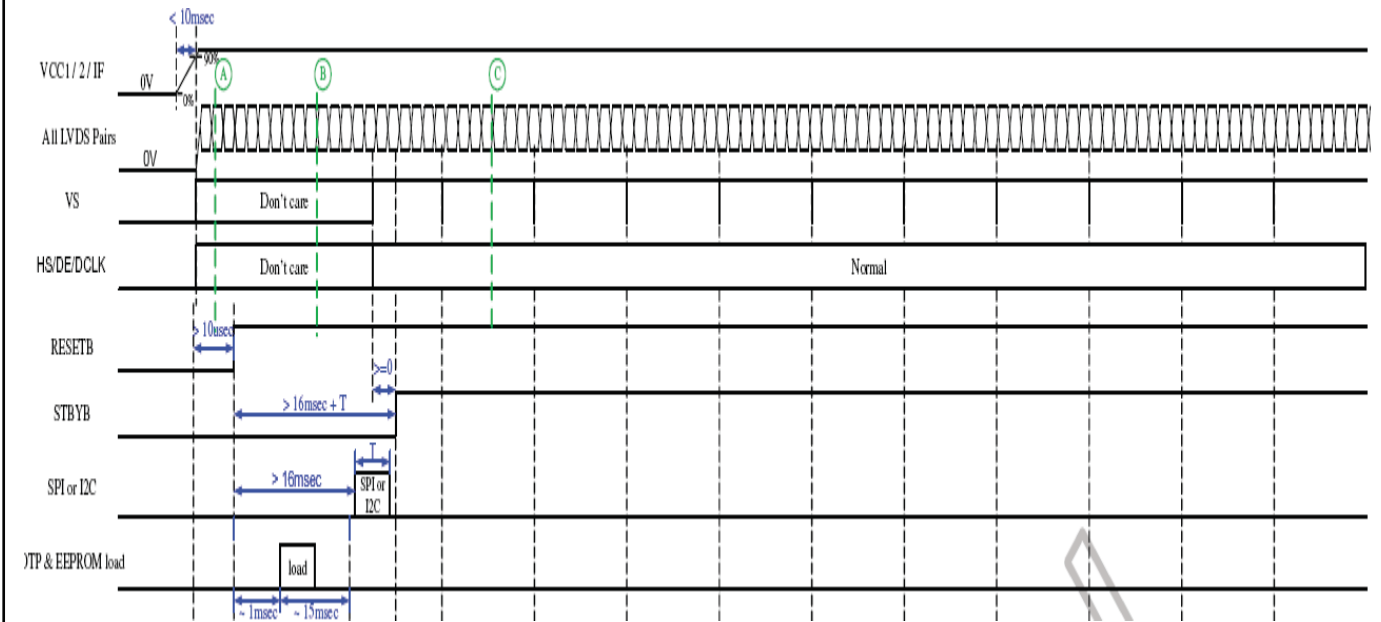 < 10msec
VCC1 / 2 / IF
0V
90%
0%
A
B
C
All LVDS Pairs
0V
VS
Don't care
HS/DE/DCLK
Don't care
Normal
> 10usec
RESETB
>=0
STBYB
> 16msec + T
T
SPI or I2C
> 16msec
SPI or
I2C
OTP & EEPROM load
load
~ 1msec
~ 15msec